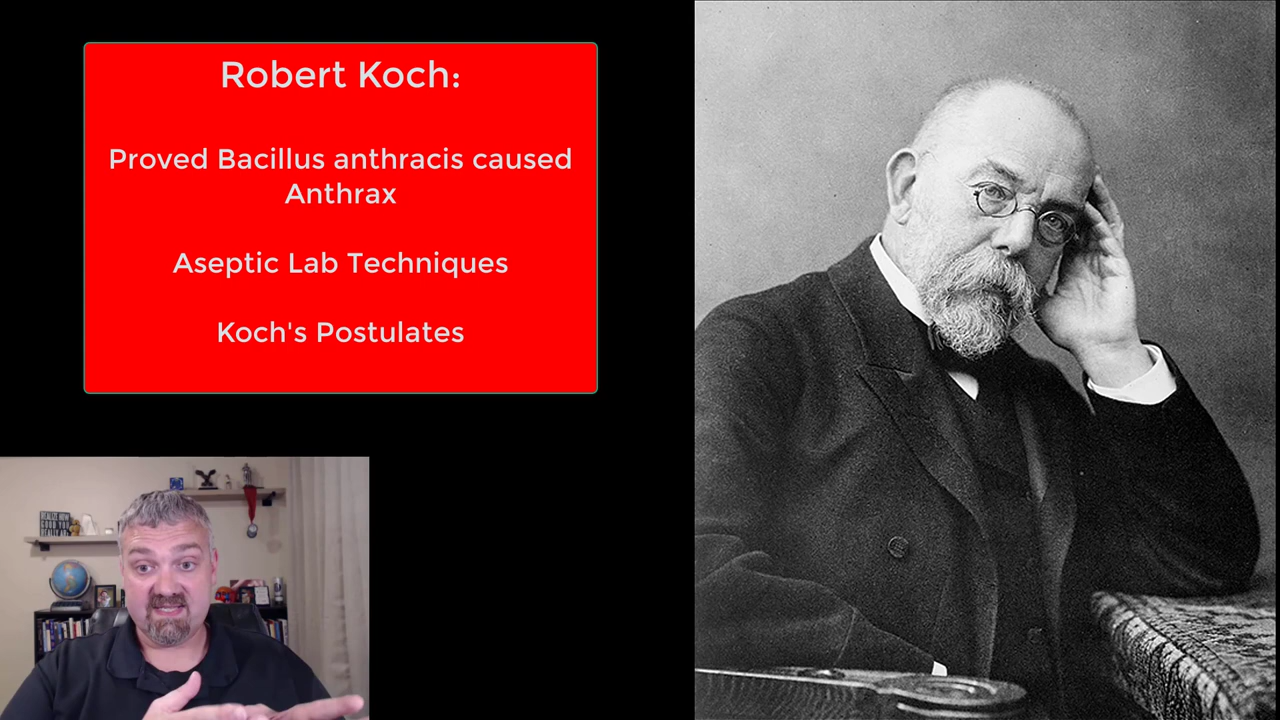 Robert Koch:
Proved Bacillus anthracis caused
Anthrax
Aseptic Lab Techniques
Koch's Postulates